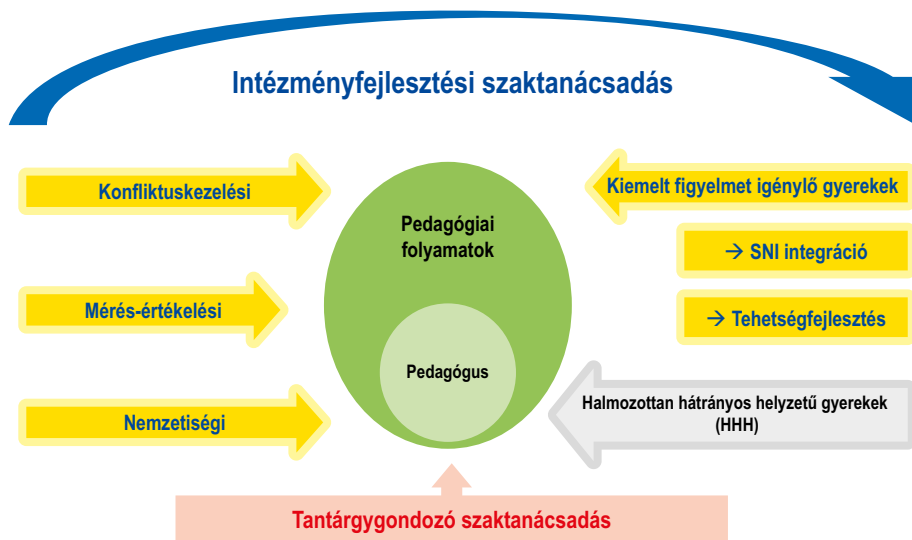 Intézményfejlesztési szaktanácsadás
Konfliktuskezelési
Mérés-értékelési
Nemzetiségi
Pedagógiai
folyamatok
Pedagógus
Kiemelt figyelmet igénylő gyerekek
→ SNI integráció
→ Tehetségfejlesztés
Halmozottan hátrányos helyzetű gyerekek
(HHH)
Tantárgygondozó szaktanácsadás